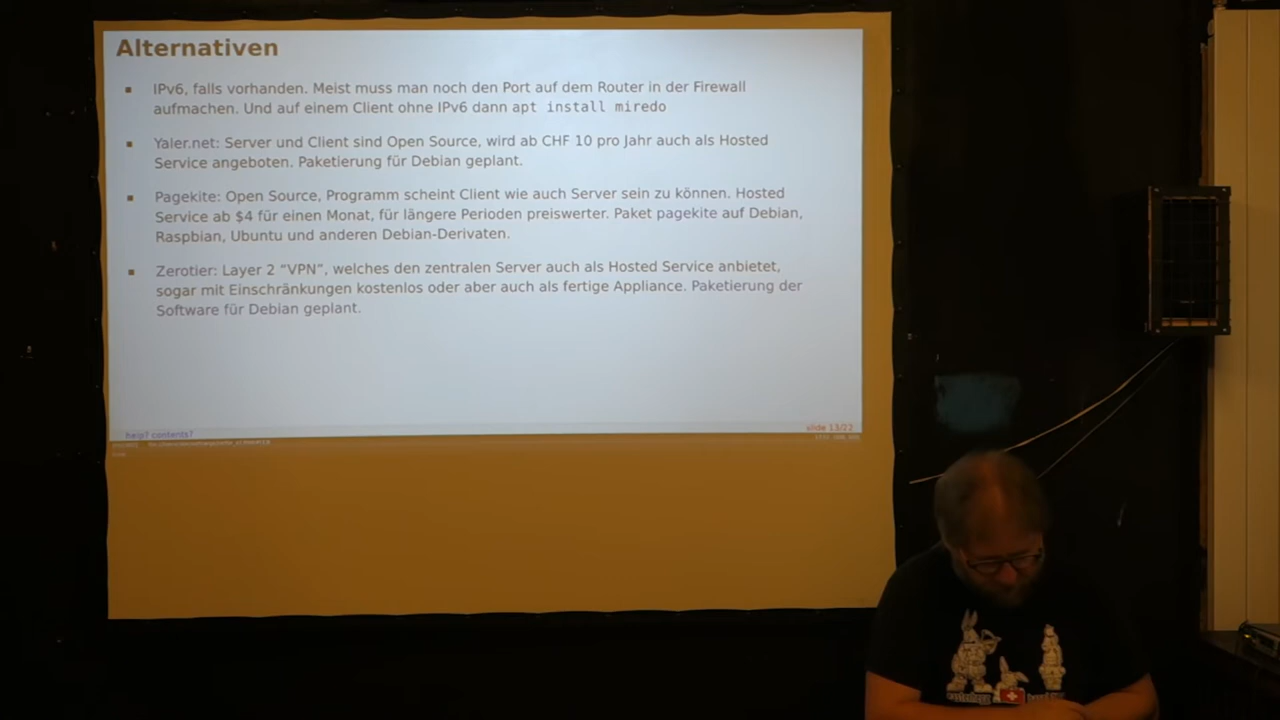 Alternativen
▪ IPv6, falls vorhanden. Meist muss man noch den Port auf dem Router in der Firewall
aufmachen. Und auf einem Client ohne IPv6 dann apt install miredo
▪ Yaler.net: Server und Client sind Open Source, wird ab CHF 10 pro Jahr auch als Hosted
Service angeboten. Paketierung für Debian geplant.
▪ Pagekite: Open Source, Programm scheint Client wie auch Server sein zu können. Hosted
Service ab $4 für einen Monat, für längere Perioden preiswerter. Paket pagekite auf Debian,
Raspbian, Ubuntu und anderen Debian-Derivaten.
▪ Zerotier: Layer 2 “VPN”, welches den zentralen Server auch als Hosted Service anbietet,
sogar mit Einschränkungen kostenlos oder aber auch als fertige Appliance. Paketierung der
Software für Debian geplant.
help? contents?
slide 13/22